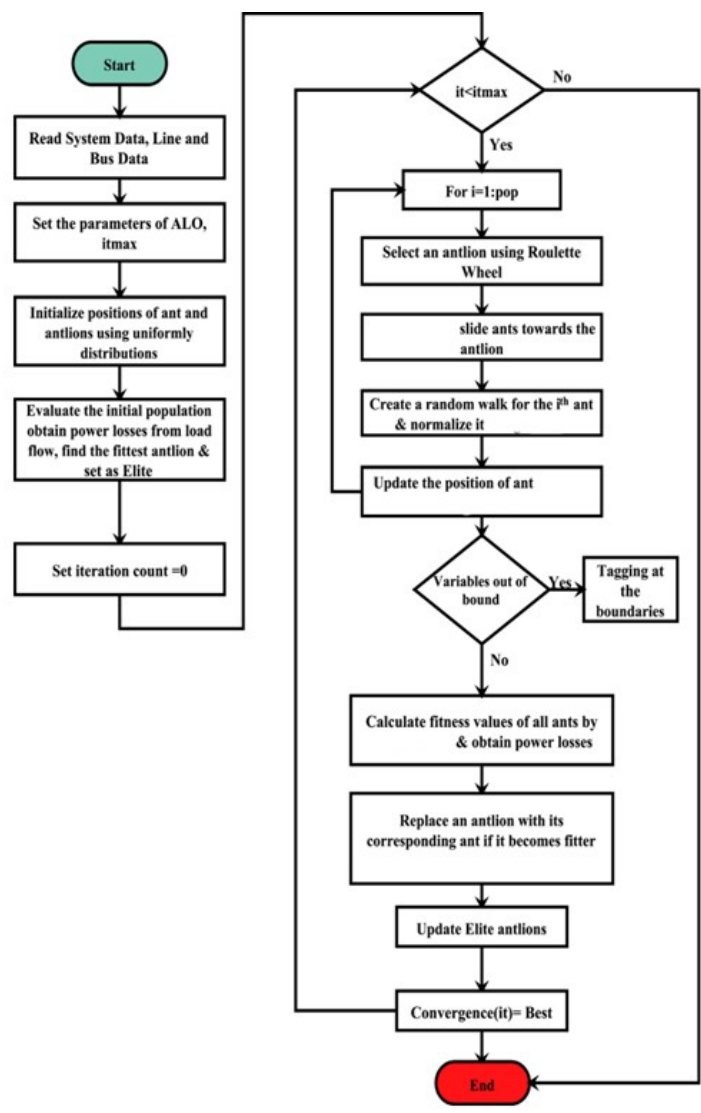 Start
Read System Data, Line and
Bus Data
Set the parameters of ALO,
itmax
Initialize positions of ant and
antlions using uniformly
distributions
Evaluate the initial population
obtain power losses from load
flow, find the fittest antlion &
set as Elite
Set iteration count =0
it<itmax
No
Yes
For i=1:pop
Select an antlion using Roulette
Wheel
slide ants towards the
antlion
Create a random walk for the ith ant
& normalize it
Update the position of ant
Variables out of
bound
Yes
Tagging at
the
boundaries
No
Calculate fitness values of all ants by
& obtain power losses
Replace an antlion with its
corresponding ant if it becomes fitter
Update Elite antlions
Convergence(it)= Best
End